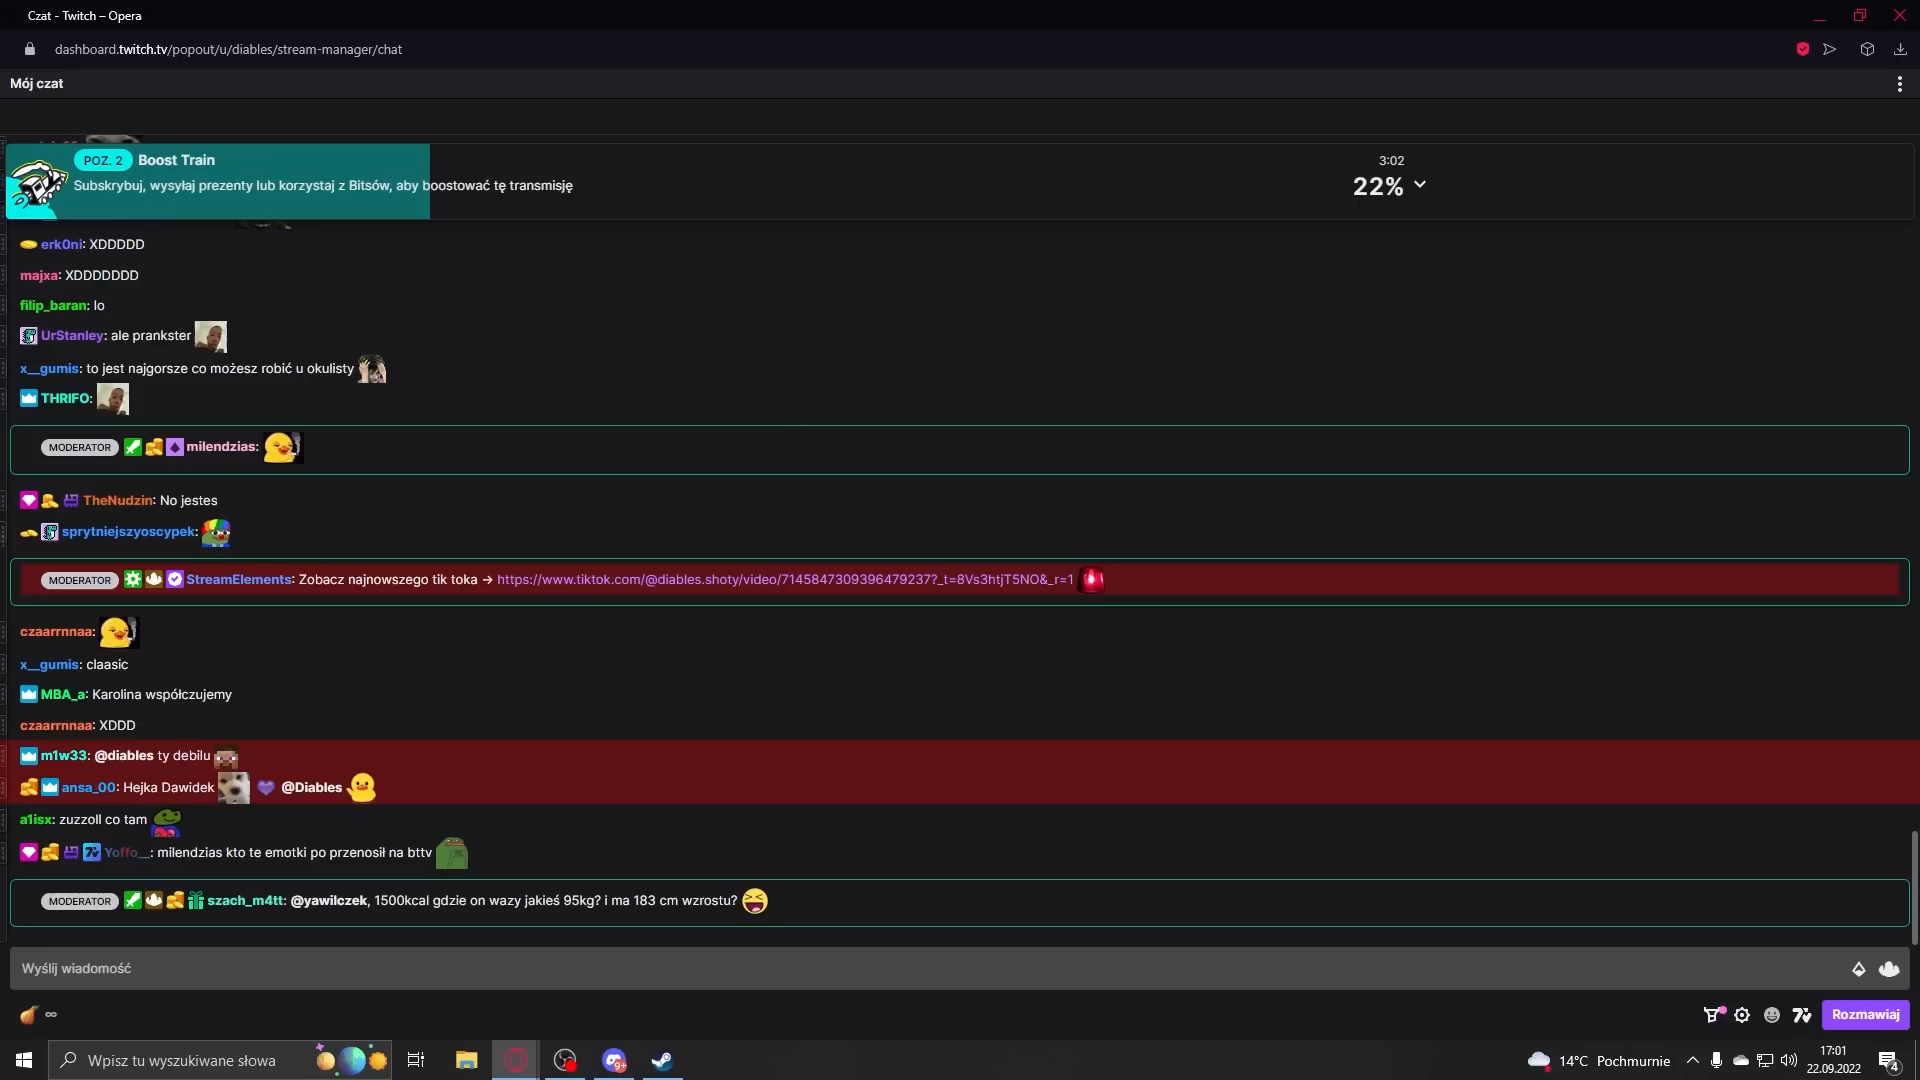 Czat - Twitch – Opera
dashboard.twitch.tv/popout/u/diables/stream-manager/chat
Mój czat
POZ. 2 Boost Train
3:02
Subskrybuj, wysyłaj prezenty lub korzystaj z Bitsów, aby boostować tę transmisję
22%
erk0ni: XDDDDD
majxa: XDDDDDDD
filip_baran: lo
UrStanley: ale prankster
x__gumis: to jest najgorsze co możesz robić u okulisty
THRIFO:
MODERATOR milendzias:
TheNudzin: No jestes
sprytniejszyoscypek:
MODERATOR StreamElements: Zobacz najnowszego tik toka → https://www.tiktok.com/@diables.shoty/video/7145847309396479237?_t=8Vs3htjT5NO&_r=1
czaarrnnaa:
x__gumis: claasic
MBA_a: Karolina współczujemy
czaarrnnaa: XDDD
m1w33: @diables ty debilu
ansa_00: Hejka Dawidek @Diables
a1isx: zuzzoll co tam
Yoffo__: milendzias kto te emotki po przenosił na bttv
MODERATOR szach_m4tt: @yawilczek, 1500kcal gdzie on wazy jakieś 95kg? i ma 183 cm wzrostu?
Wyślij wiadomość
∞
Rozmawiaj
Wpisz tu wyszukiwane słowa
9+
14°C Pochmurnie
17:01
22.09.2022
4